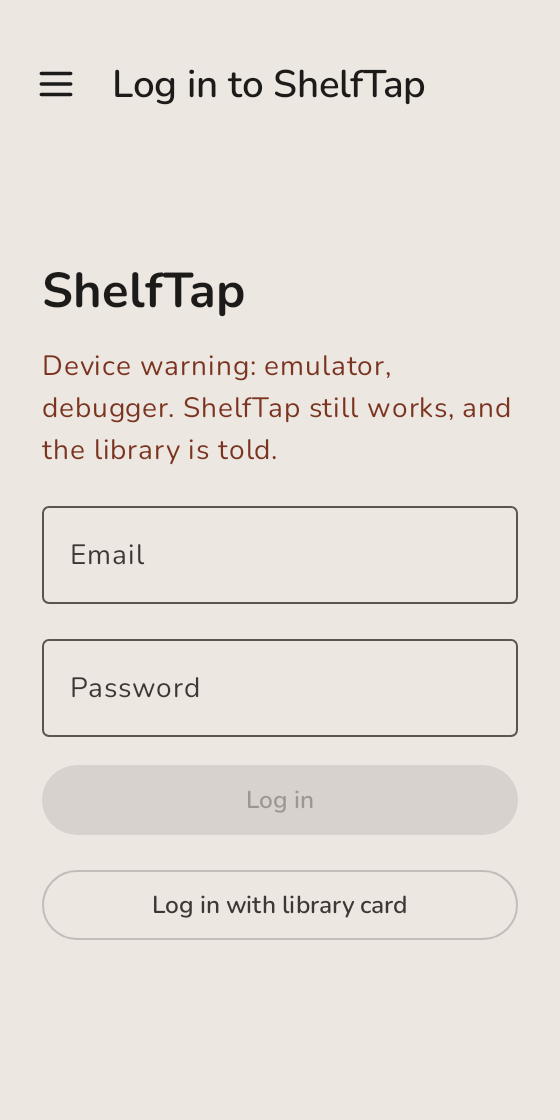 Log in to ShelfTap
ShelfTap
Device warning: emulator,
debugger. ShelfTap still works, and
the library is told.
Email
Password
Log in
Log in with library card